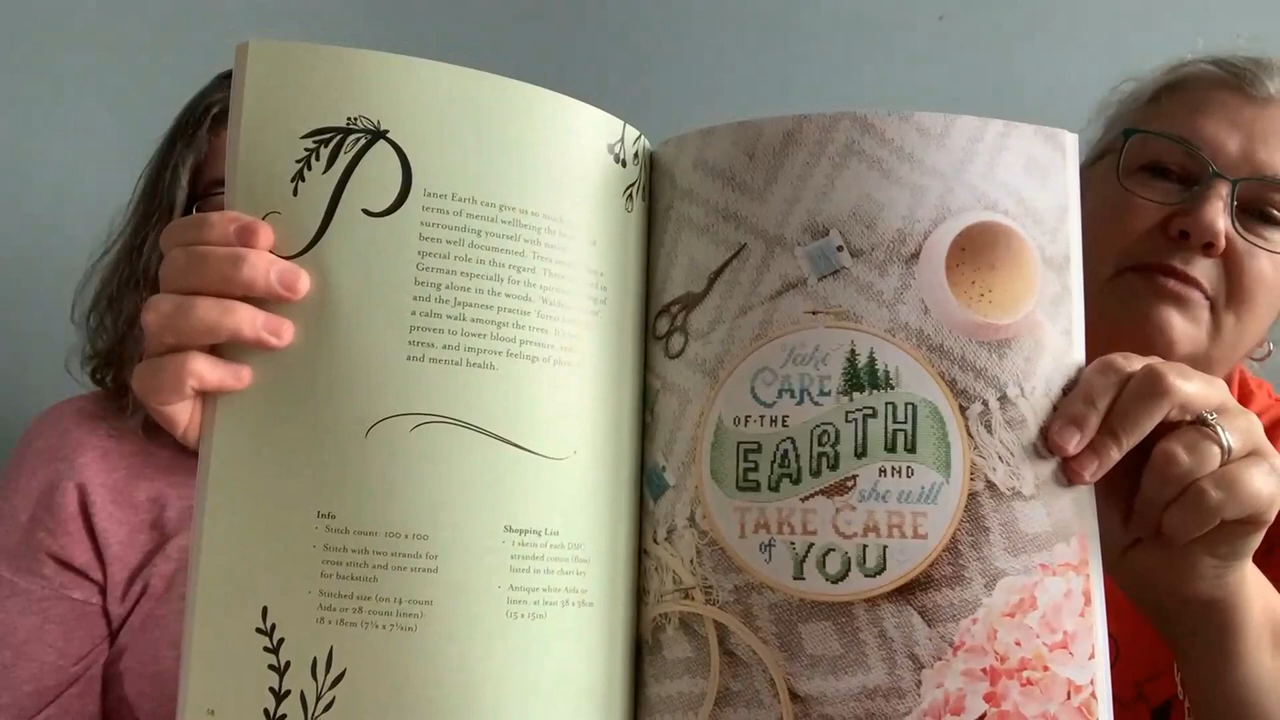 P
lanet Earth can give us so much
terms of mental wellbeing the
surrounding yourself with
been well documented. Trees
special role in this regard.
German especially for the
being alone in the woods,
and the Japanese practise 'forest
a calm walk amongst the trees.
proven to lower blood pressure,
stress, and improve feelings of
and mental health.
Info
• Stitch count: 100 x 100
• Stitch with two strands for
cross stitch and one strand
for backstitch
• Stitched size (on 14-count
Aida or 28-count linen):
18 x 18cm (7⅛ x 7⅛in)
Shopping List
• 1 skein of each DMC
stranded cotton (floss)
listed in the chart key
• Antique white Aida or
linen, at least 38 x 38cm
(15 x 15in)
58
Take
CARE
OF·THE
EARTH
AND
she will
TAKE CARE
of YOU